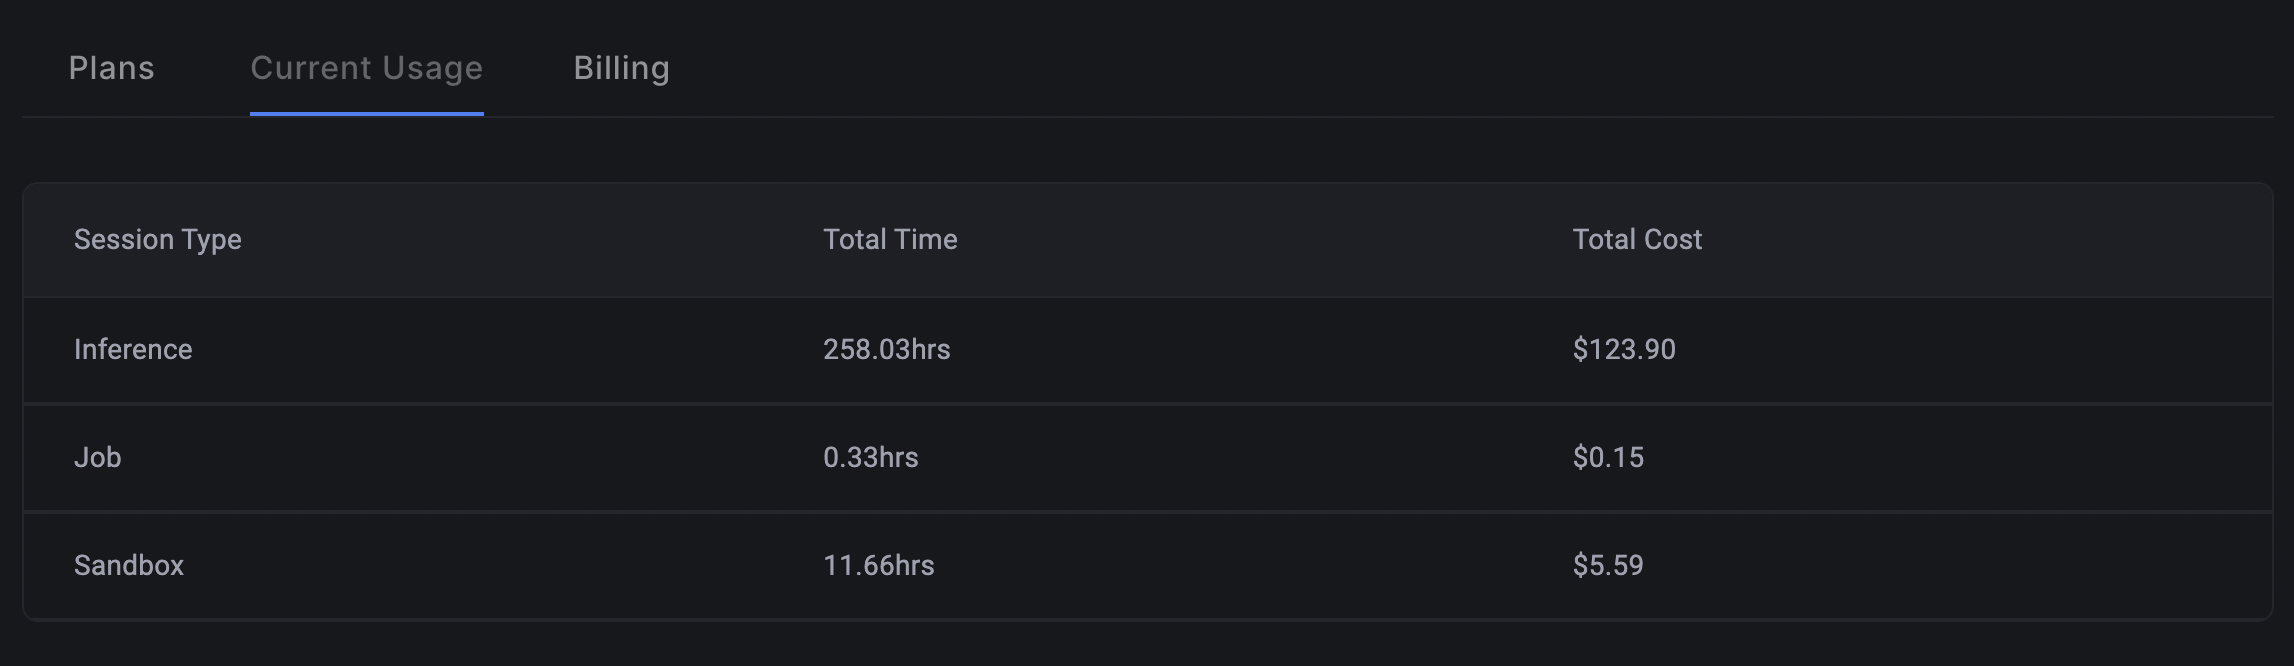 Plans Current Usage Billing
Session Type Total Time Total Cost
Inference 258.03hrs $123.90
Job 0.33hrs $0.15
Sandbox 11.66hrs $5.59